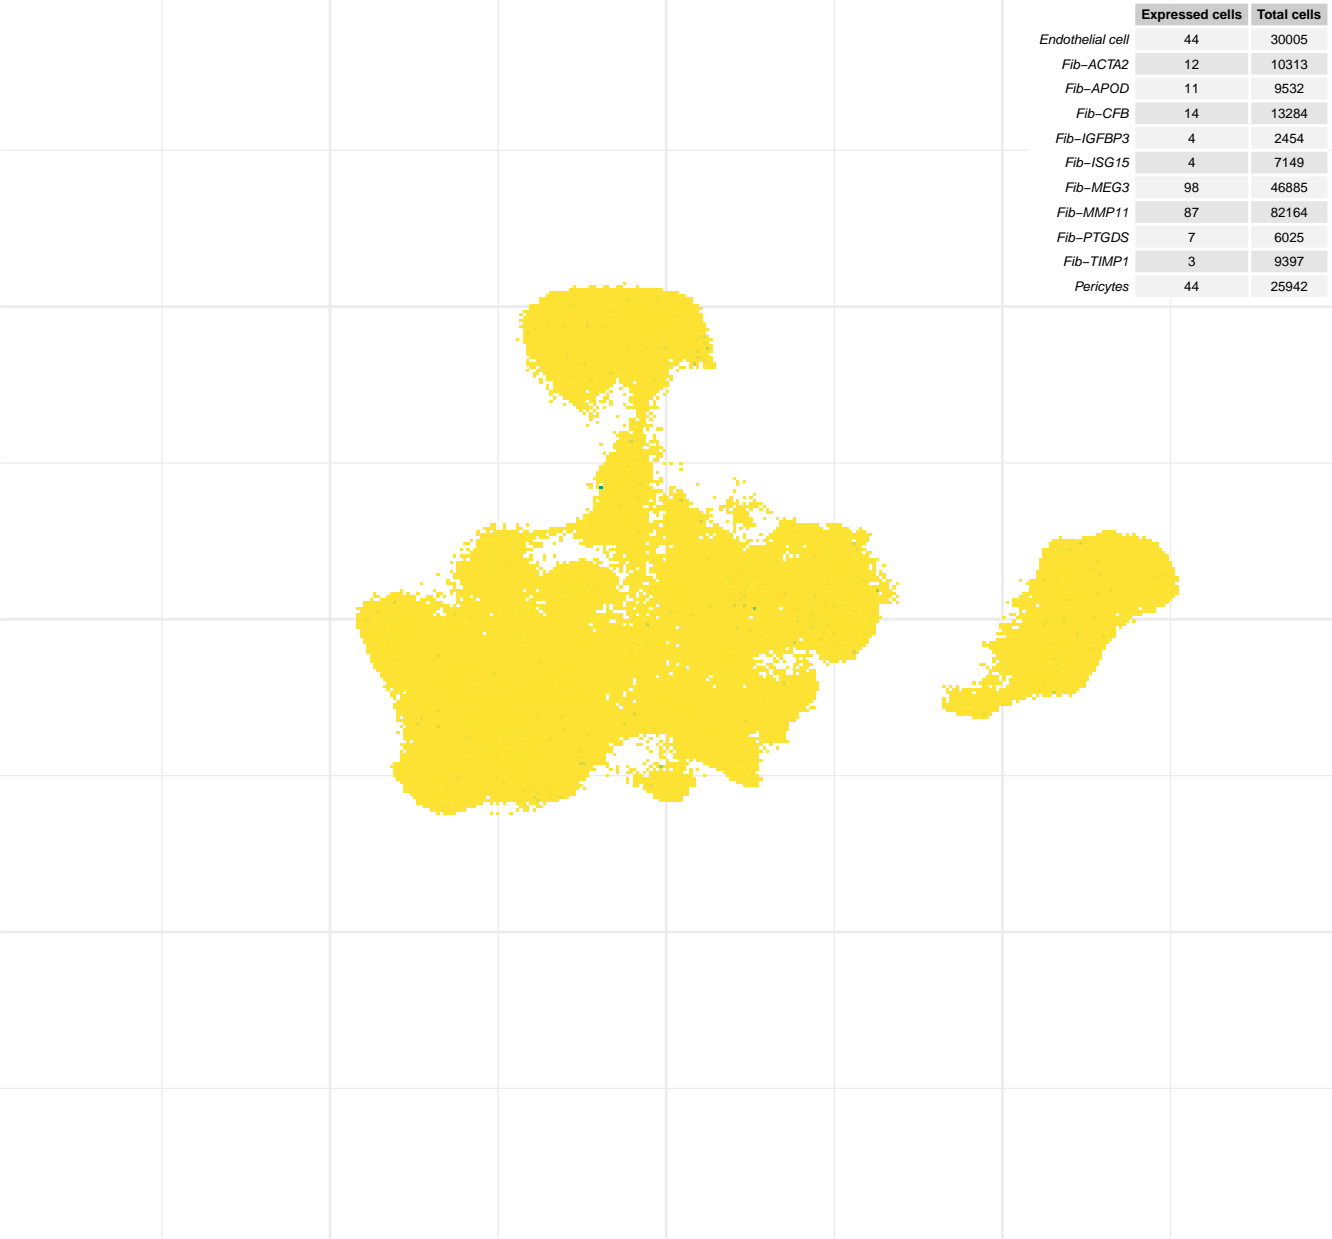 Expressed cells Total cells
Endothelial cell 44 30005
Fib−ACTA2 12 10313
Fib−APOD 11 9532
Fib−CFB 14 13284
Fib−IGFBP3 4 2454
Fib−ISG15 4 7149
Fib−MEG3 98 46885
Fib−MMP11 87 82164
Fib−PTGDS 7 6025
Fib−TIMP1 3 9397
Pericytes 44 25942